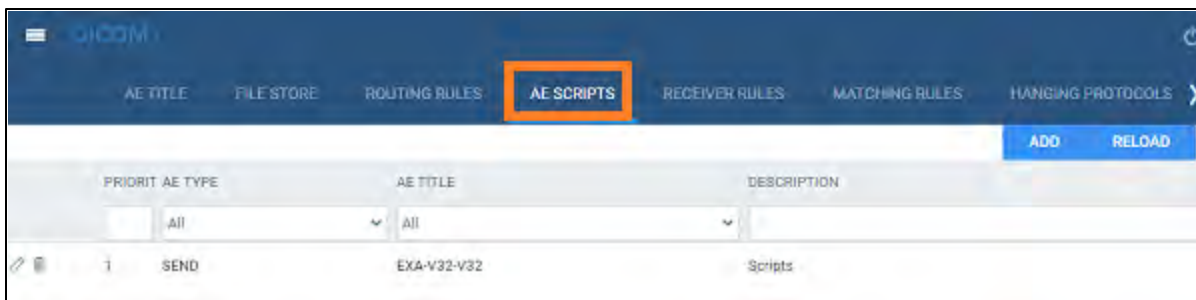 DICOM
AE TITLE FILE STORE ROUTING RULES AE SCRIPTS RECEIVER RULES MATCHING RULES HANGING PROTOCOLS
ADD RELOAD
PRIORIT AE TYPE AE TITLE DESCRIPTION
All All
1 SEND EXA-V32-V32 Scripts